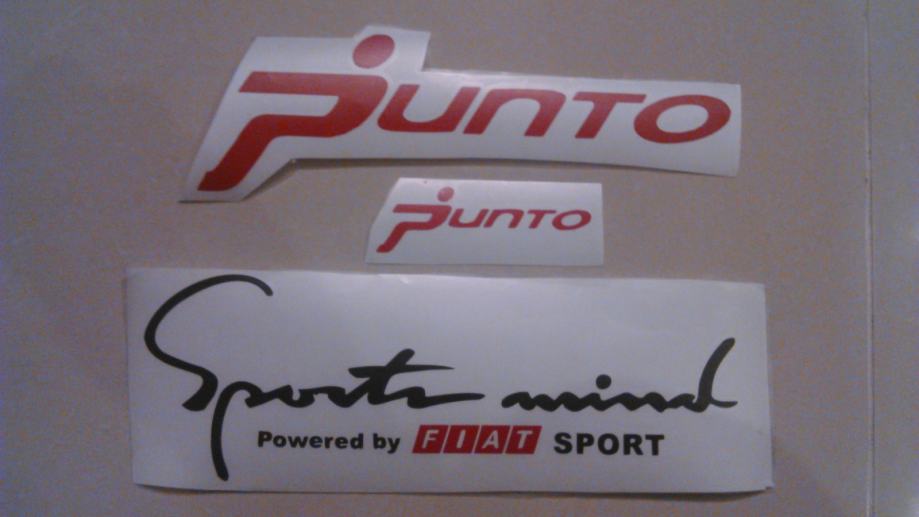 PUNTO
PUNTO
Sports mind
Powered by FIAT SPORT